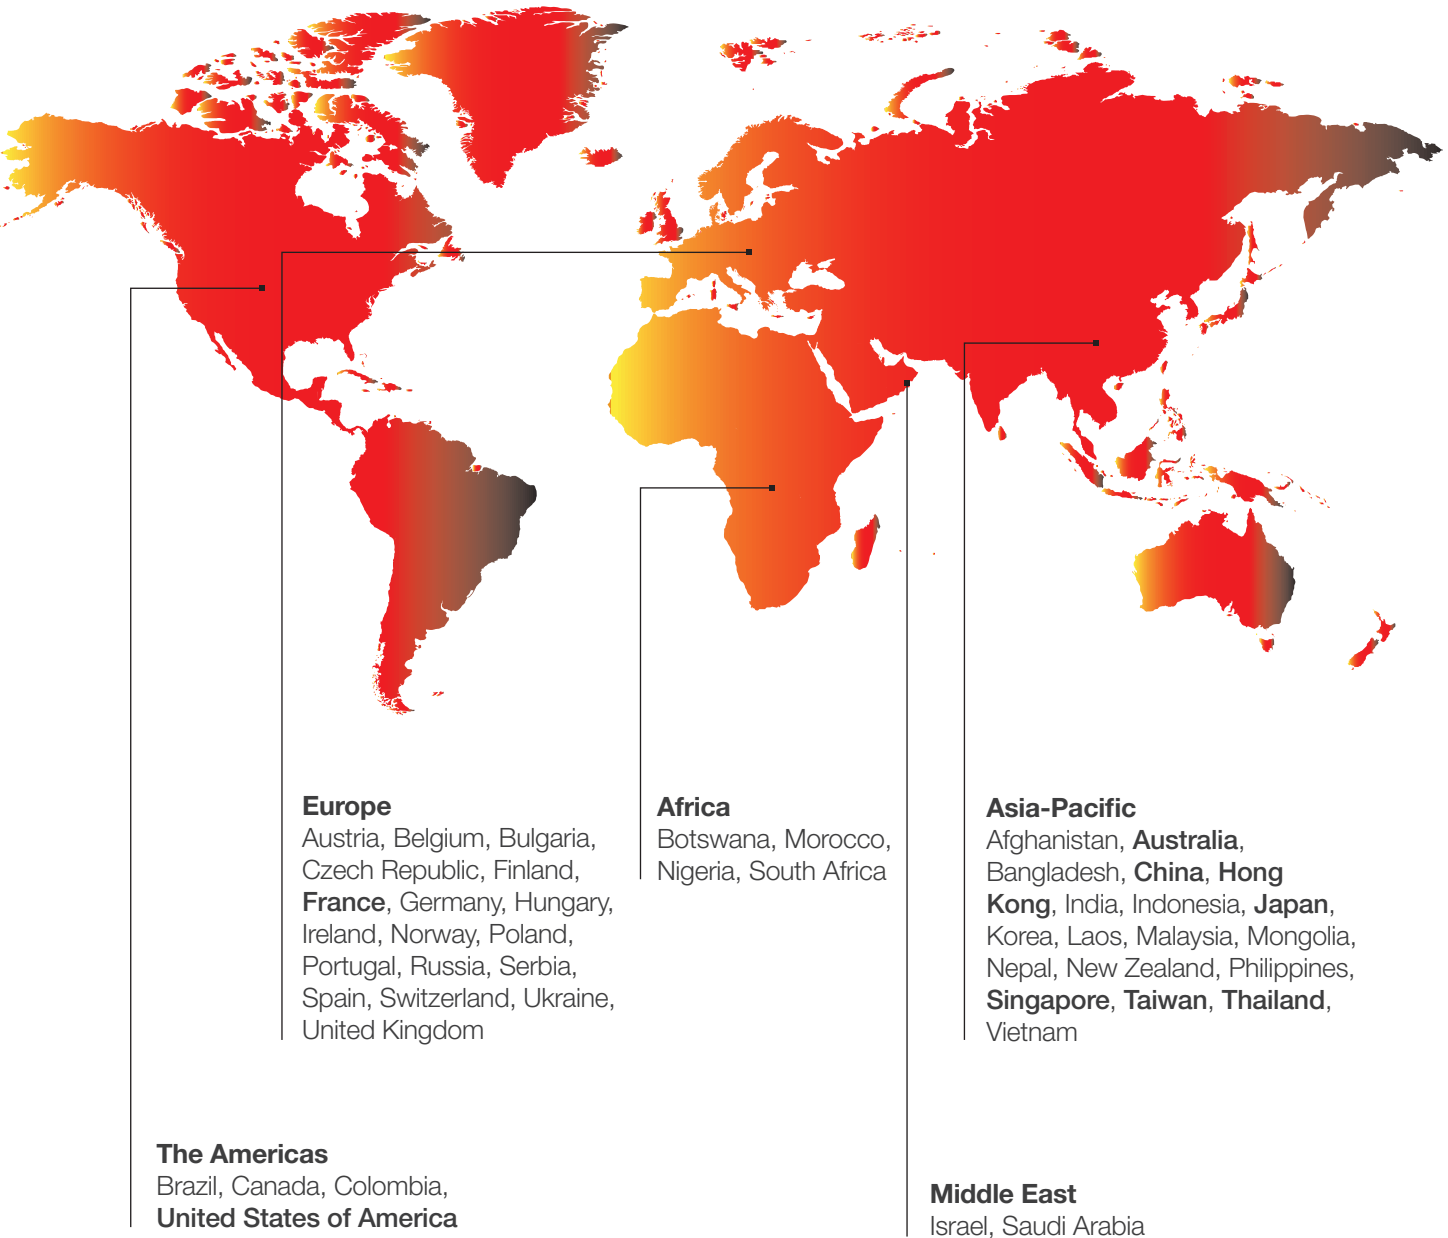 Europe
Austria, Belgium, Bulgaria,
Czech Republic, Finland,
France, Germany, Hungary,
Ireland, Norway, Poland,
Portugal, Russia, Serbia,
Spain, Switzerland, Ukraine,
United Kingdom
Africa
Botswana, Morocco,
Nigeria, South Africa
Asia-Pacific
Afghanistan, Australia,
Bangladesh, China, Hong
Kong, India, Indonesia, Japan,
Korea, Laos, Malaysia, Mongolia,
Nepal, New Zealand, Philippines,
Singapore, Taiwan, Thailand,
Vietnam
The Americas
Brazil, Canada, Colombia,
United States of America
Middle East
Israel, Saudi Arabia